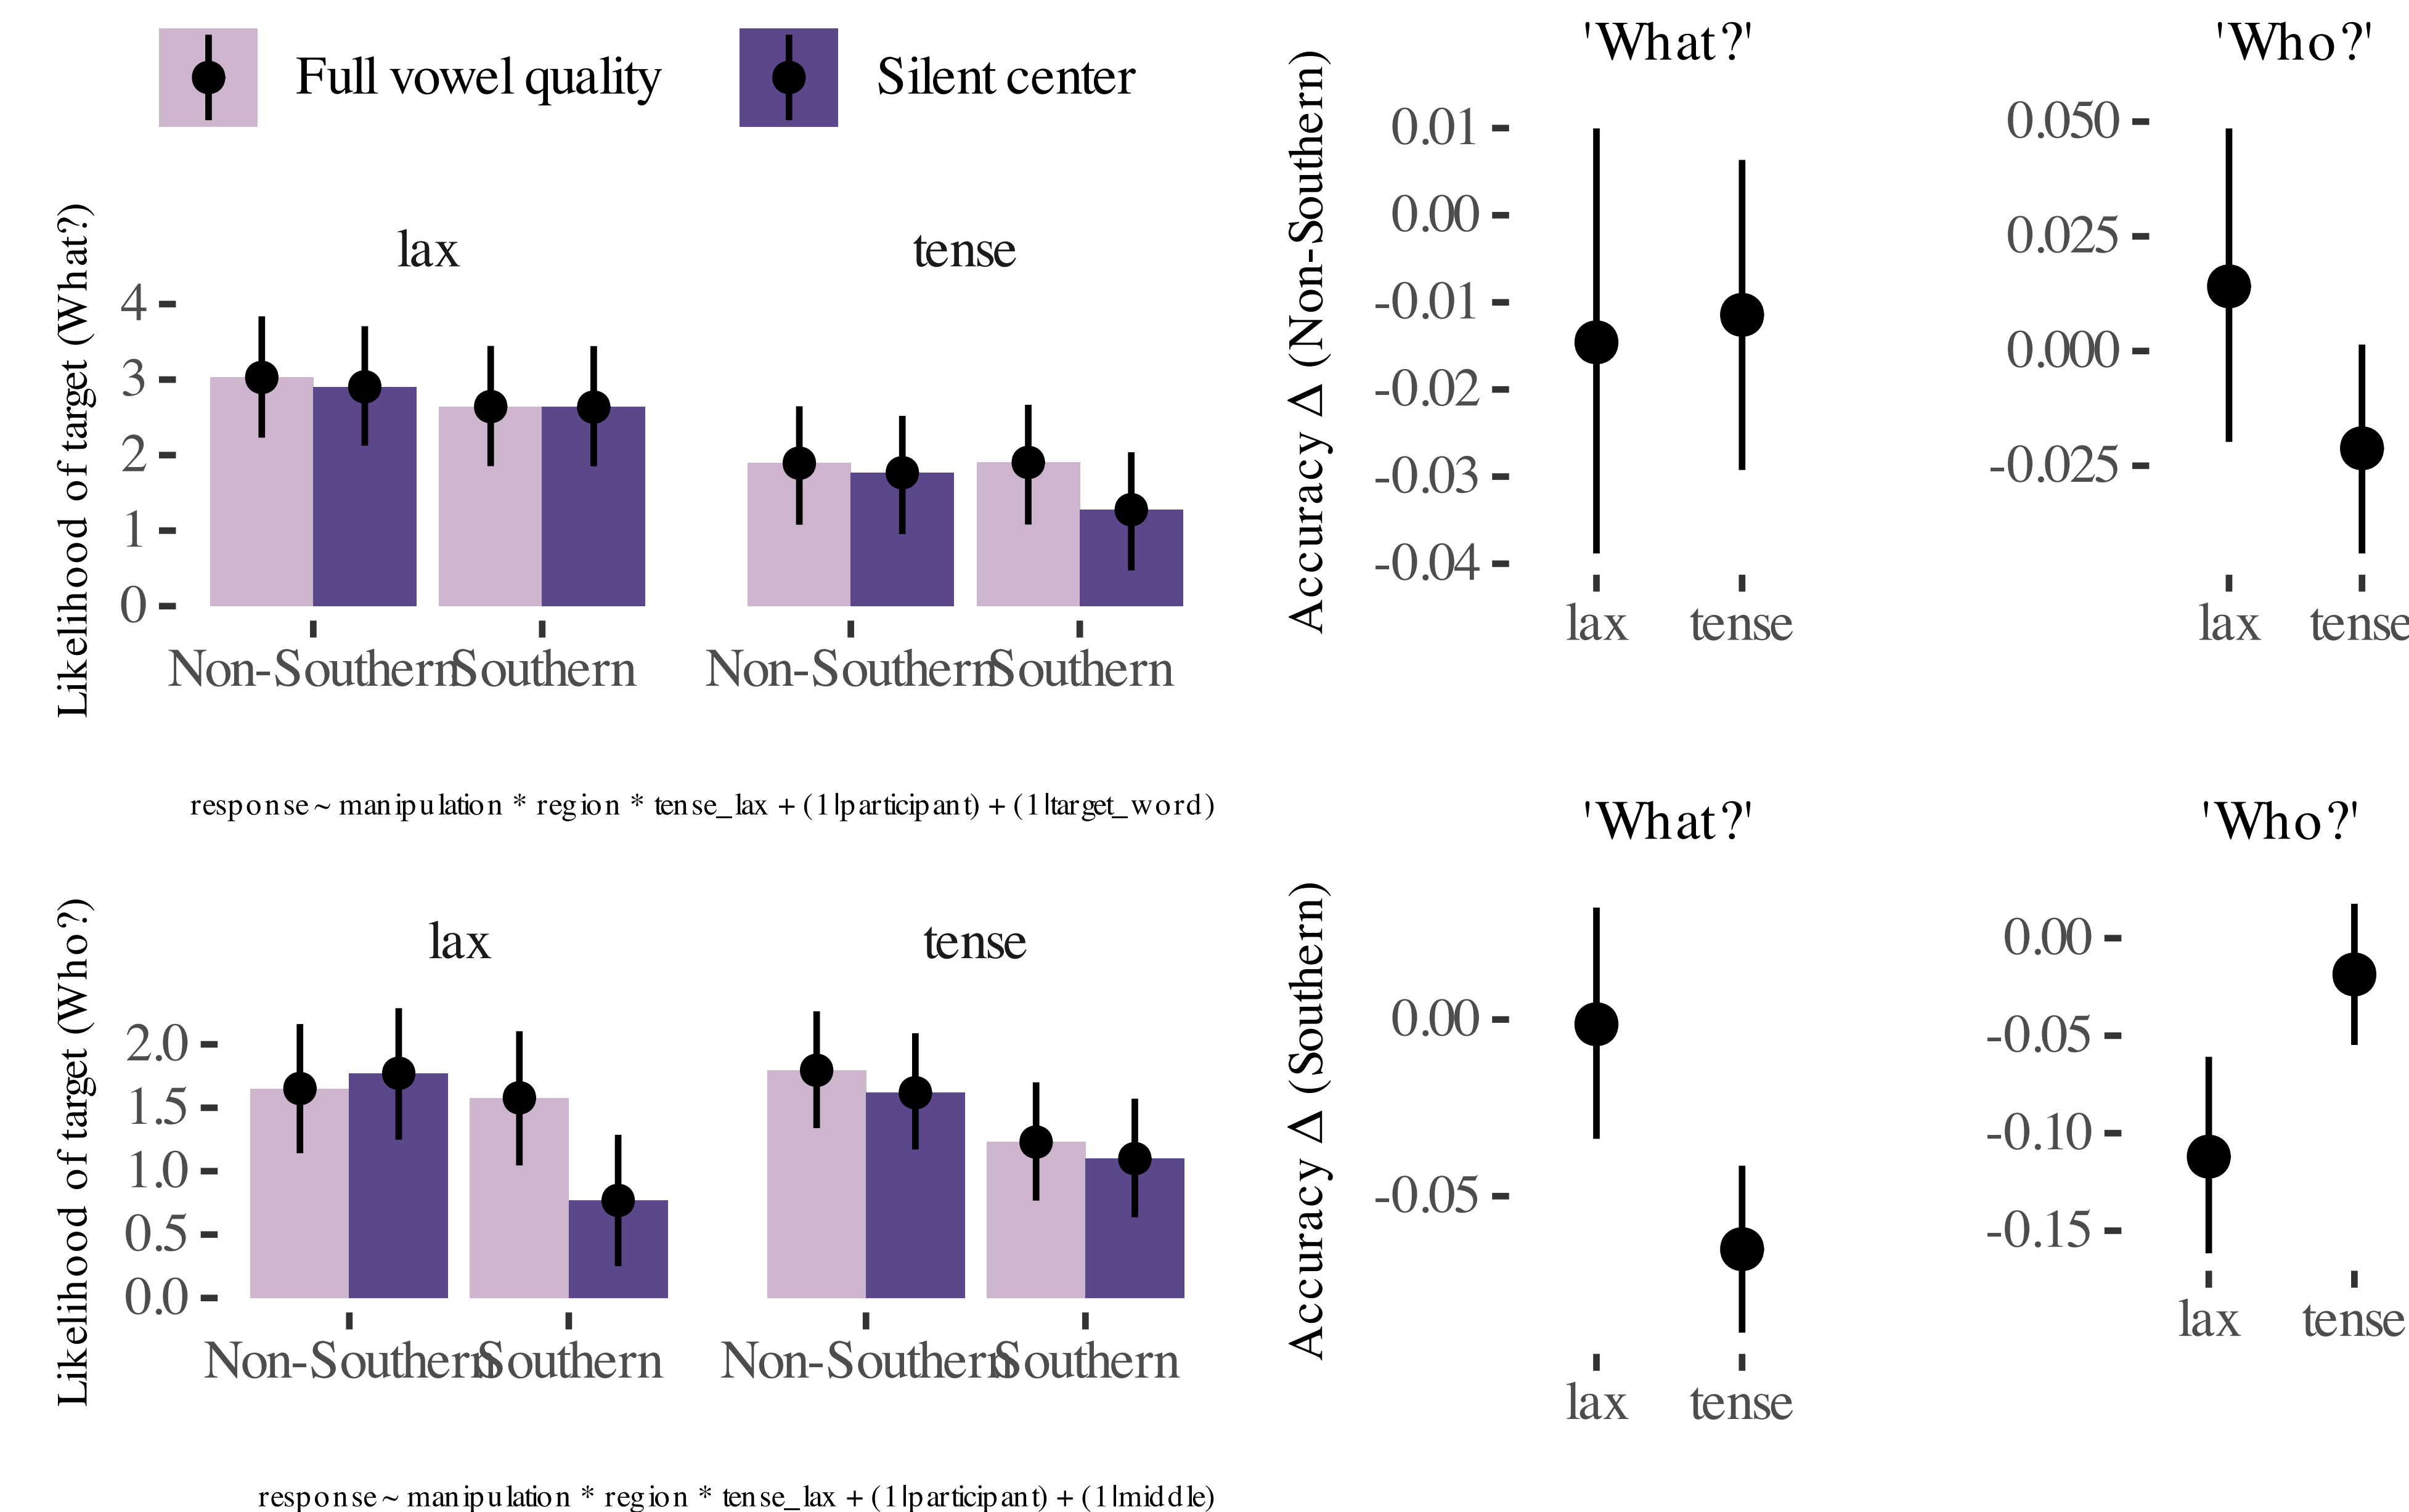 Full vowel quality
Silent center
Likelihood of target (What?)
lax
tense
4
3
2
1
0
Non-Southern
Southern
Non-Southern
Southern
response ~ manipulation * region * tense_lax + (1|participant) + (1|target_word)
Likelihood of target (Who?)
lax
tense
2.0
1.5
1.0
0.5
0.0
Non-Southern
Southern
Non-Southern
Southern
response ~ manipulation * region * tense_lax + (1|participant) + (1|middle)
Accuracy Δ (Non-Southern)
'What?'
0.01
0.00
-0.01
-0.02
-0.03
-0.04
lax
tense
'Who?'
0.050
0.025
0.000
-0.025
lax
tense
Accuracy Δ (Southern)
'What?'
0.00
-0.05
lax
tense
'Who?'
0.00
-0.05
-0.10
-0.15
lax
tense